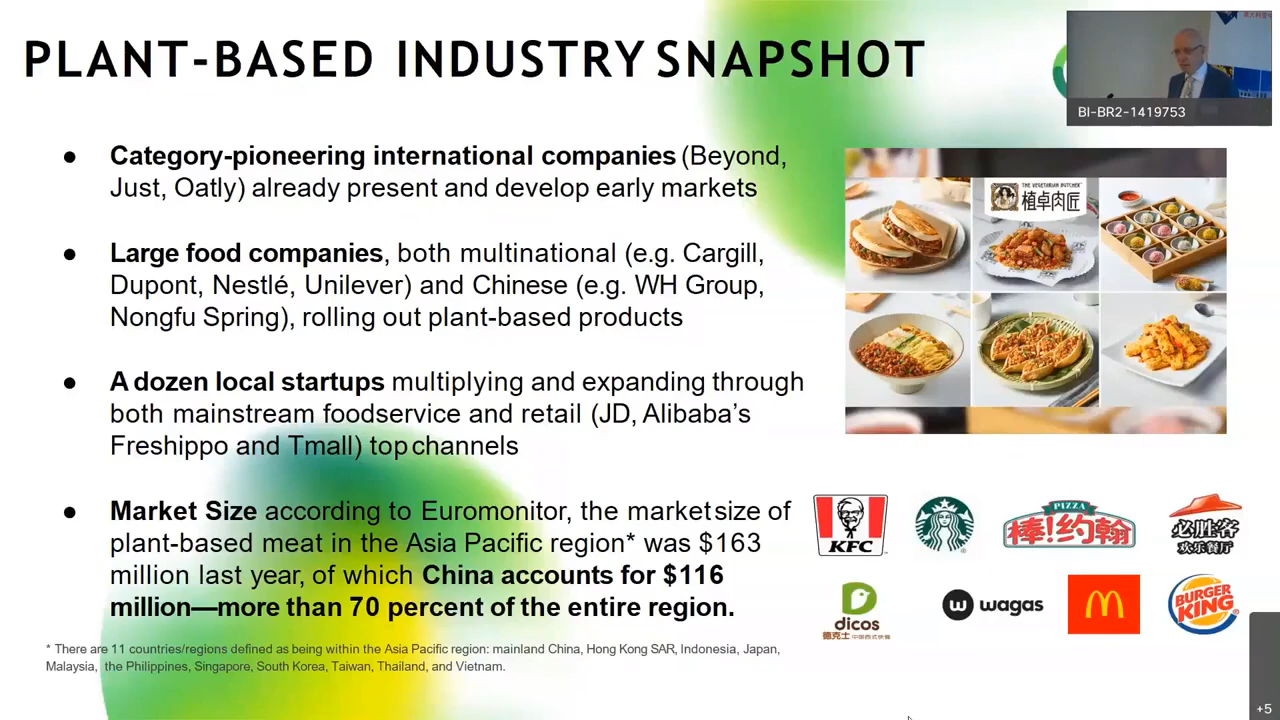 PLANT-BASED INDUSTRY SNAPSHOT
BI-BR2-1419753
● Category-pioneering international companies (Beyond,
Just, Oatly) already present and develop early markets
● Large food companies, both multinational (e.g. Cargill,
Dupont, Nestlé, Unilever) and Chinese (e.g. WH Group,
Nongfu Spring), rolling out plant-based products
● A dozen local startups multiplying and expanding through
both mainstream foodservice and retail (JD, Alibaba’s
Freshippo and Tmall) top channels
● Market Size according to Euromonitor, the market size of
plant-based meat in the Asia Pacific region* was $163
million last year, of which China accounts for $116
million—more than 70 percent of the entire region.
* There are 11 countries/regions defined as being within the Asia Pacific region: mainland China, Hong Kong SAR, Indonesia, Japan,
Malaysia, the Philippines, Singapore, South Korea, Taiwan, Thailand, and Vietnam.
THE VEGETARIAN BUTCHER
植卓肉匠
KFC
PIZZA
棒!约翰
必胜客
欢乐餐厅
dicos
德克士
w wagas
BURGER
KING
+5